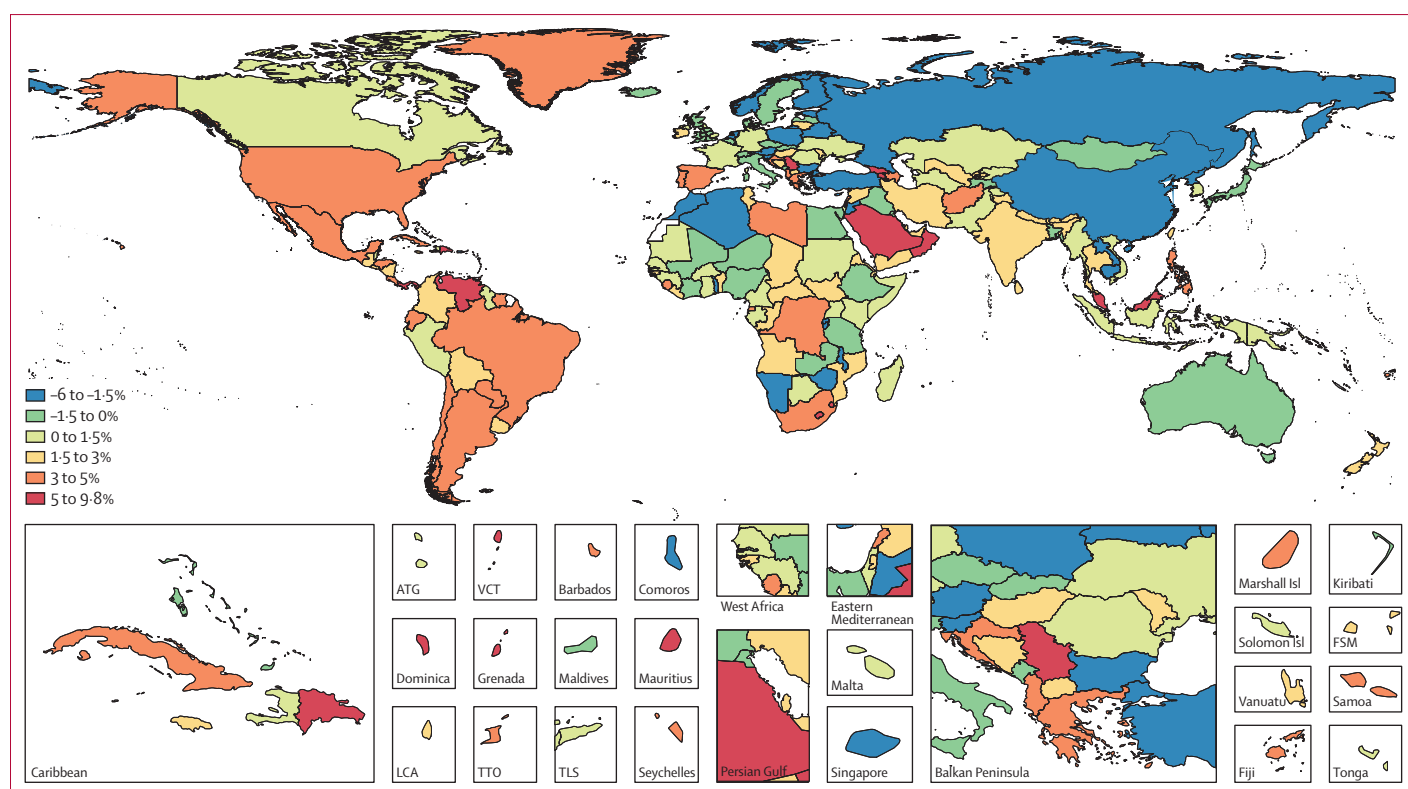 –6 to –1·5%
–1·5 to 0%
0 to 1·5%
1·5 to 3%
3 to 5%
5 to 9·8%
Caribbean
ATG
VCT
Barbados
Comoros
West Africa
Eastern
Mediterranean
Dominica
Grenada
Maldives
Mauritius
Malta
LCA
TTO
TLS
Seychelles
Persian Gulf
Singapore
Balkan Peninsula
Marshall Isl
Kiribati
Solomon Isl
FSM
Vanuatu
Samoa
Fiji
Tonga